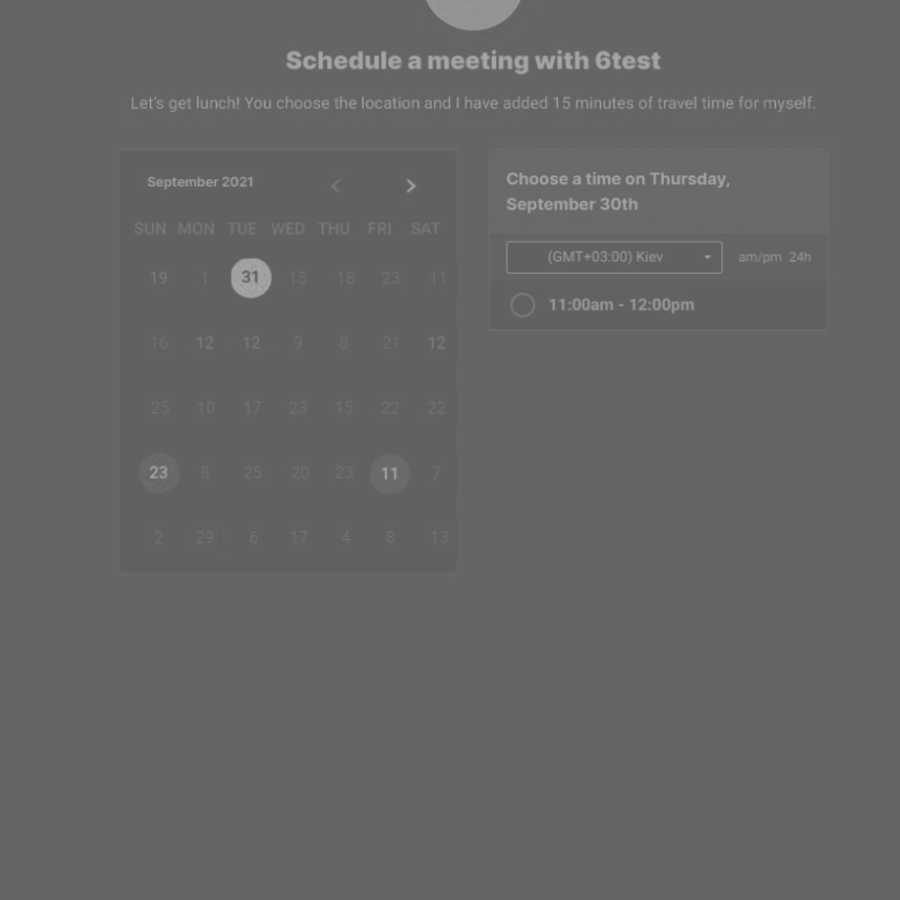 Schedule a meeting with 6test
Let's get lunch! You choose the location and I have added 15 minutes of travel time for myself.
September 2021
SUN MON TUE WED THU FRI SAT
19 1 31 15 18 23 11
16 12 12 9 8 21 12
25 10 17 23 15 22 22
23 8 25 20 23 11 7
2 29 6 17 4 8 13
Choose a time on Thursday,
September 30th
(GMT+03:00) Kiev am/pm 24h
11:00am - 12:00pm